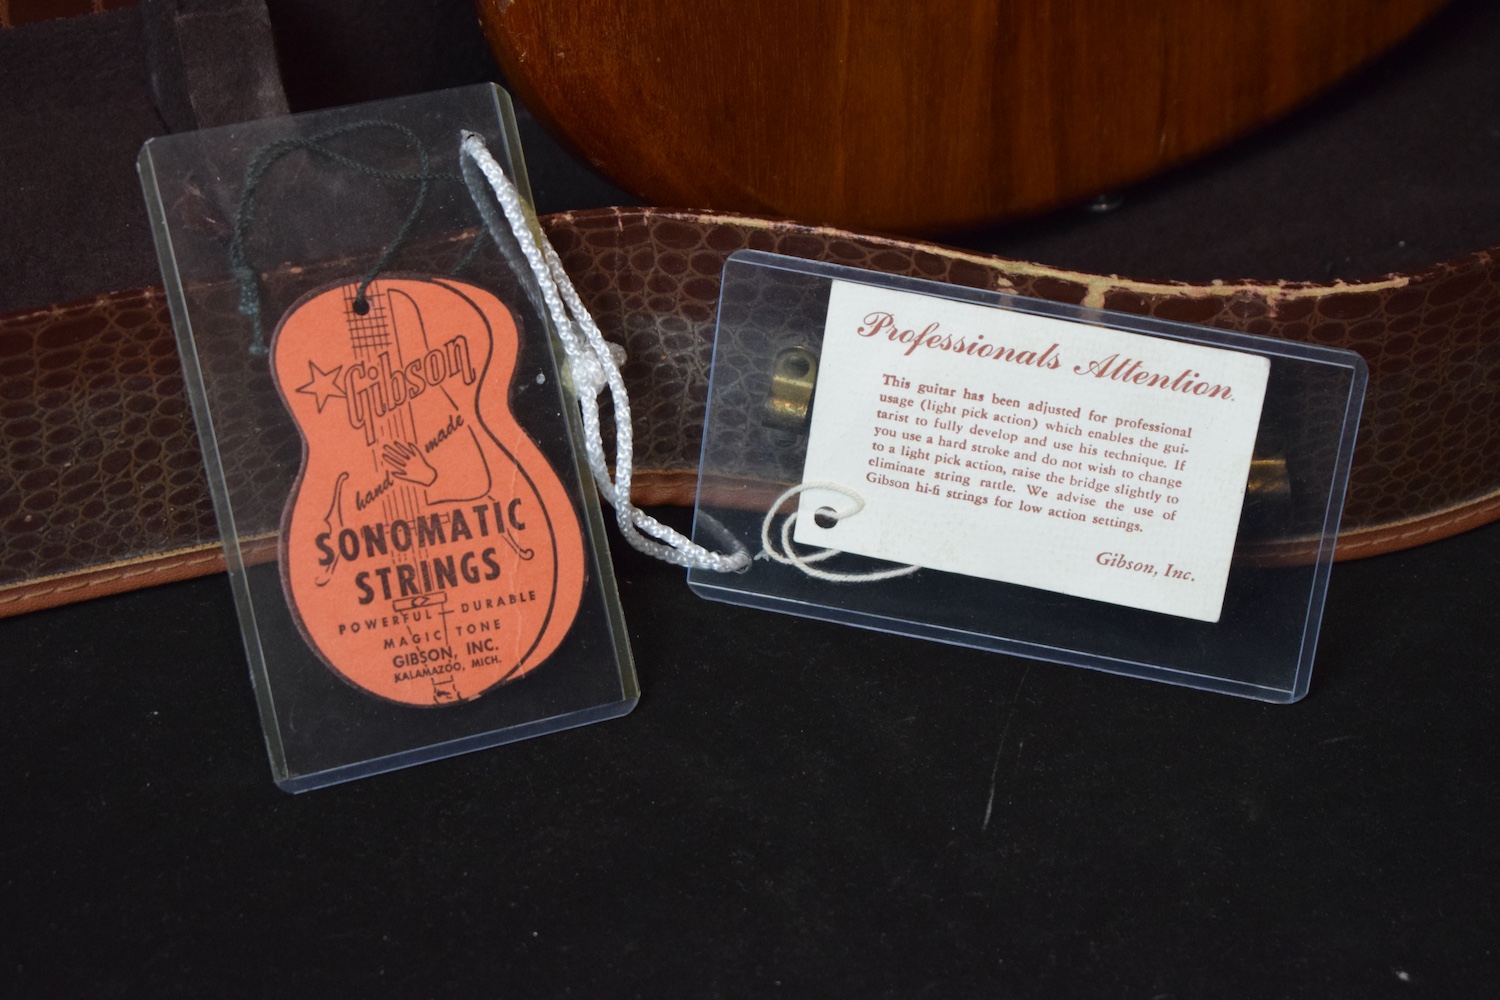 Gibson
hand made
SONOMATIC
STRINGS
POWERFUL - DURABLE
MAGIC TONE
GIBSON, INC.
KALAMAZOO, MICH.
Professionals Attention.
This guitar has been adjusted for professional
usage (light pick action) which enables the gui-
tarist to fully develop and use his technique. If
you use a hard stroke and do not wish to change
to a light pick action, raise the bridge slightly to
eliminate string rattle. We advise the use of
Gibson hi-fi strings for low action settings.
Gibson, Inc.